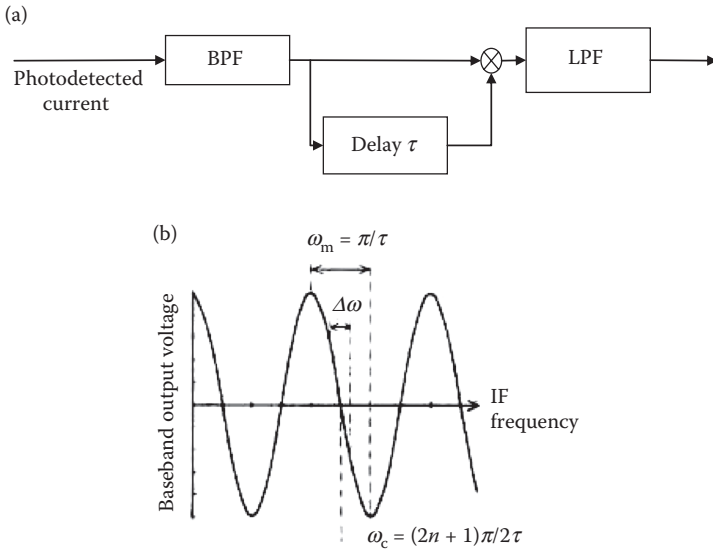 (a)
BPF
LPF
Photodetected
current
Delay τ
(b)
ω_m = π/τ
Δω
Baseband output voltage
IF
frequency
ω_c = (2n + 1)π/2τ